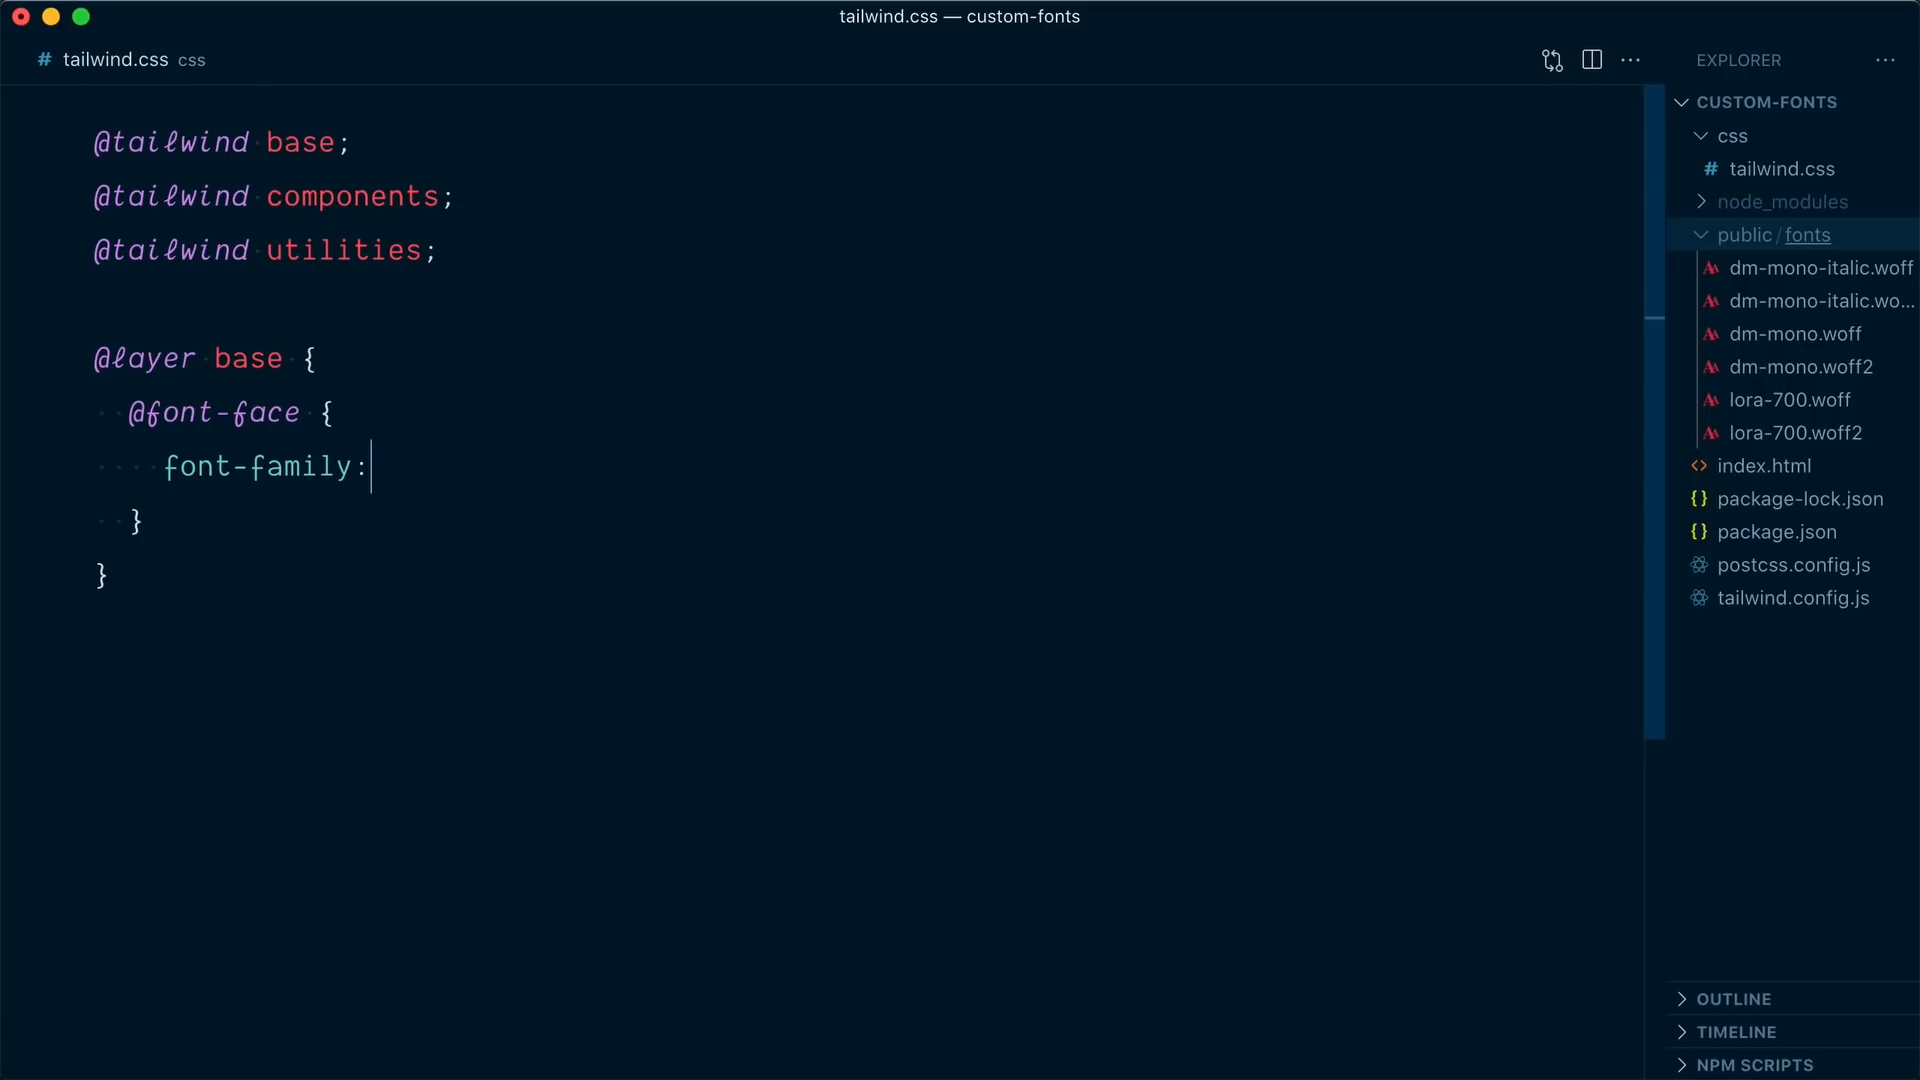 tailwind.css — custom-fonts
# tailwind.css css
@tailwind base;
@tailwind components;
@tailwind utilities;
@layer base {
@font-face {
font-family:
}
}
EXPLORER
CUSTOM-FONTS
css
# tailwind.css
node_modules
public/fonts
dm-mono-italic.woff
dm-mono-italic.wo...
dm-mono.woff
dm-mono.woff2
lora-700.woff
lora-700.woff2
<> index.html
{} package-lock.json
{} package.json
postcss.config.js
tailwind.config.js
OUTLINE
TIMELINE
NPM SCRIPTS